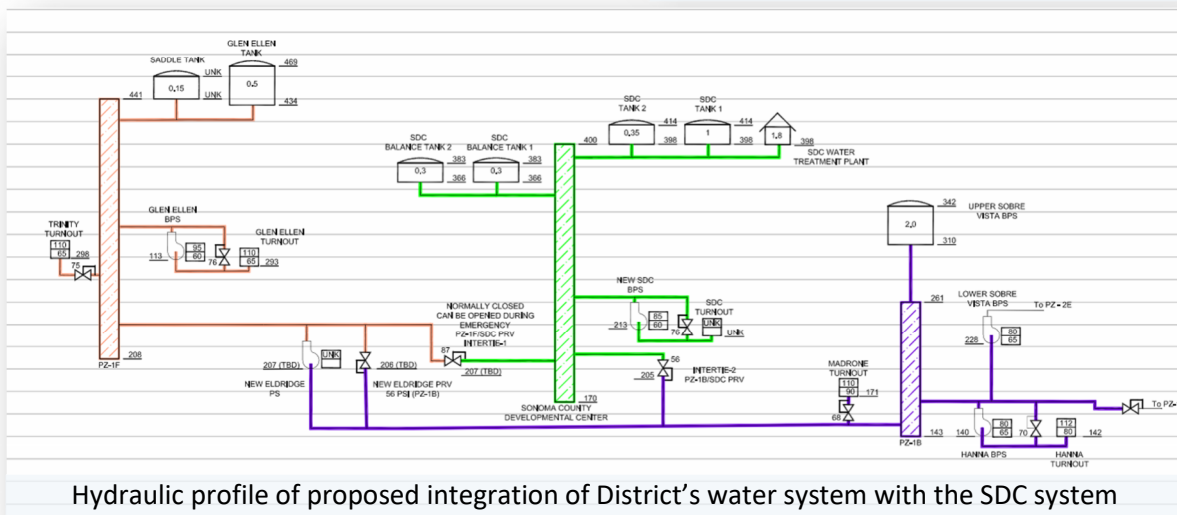 GLEN ELLEN
TANK
SADDLE TANK
469
UNK
0.15
0.5
UNK
434
441
TRINITY
TURNOUT
110
65
298
75
GLEN ELLEN
BPS
113
95
60
76
GLEN ELLEN
TURNOUT
110
65
293
208
PZ-1F
207 (TBD)
UNK
NEW ELDRIDGE
PS
206 (TBD)
NEW ELDRIDGE PRV
56 PSI (PZ-1B)
NORMALLY CLOSED
CAN BE OPENED DURING
EMERGENCY
PZ-1F/SDC PRV
INTERTIE-1
87
207 (TBD)
SDC
BALANCE TANK 2
383
0.3
366
SDC
BALANCE TANK 1
383
0.3
366
400
SDC
TANK 2
414
0.35
398
SDC
TANK 1
414
1
398
1.8
398
SDC WATER
TREATMENT PLANT
NEW SDC
BPS
213
85
60
76
SDC
TURNOUT
UNK
UNK
56
205
INTERTIE-2
PZ-1B/SDC PRV
170
SONOMA COUNTY
DEVELOPMENTAL CENTER
MADRONE
TURNOUT
110
90
171
68
342
2.0
310
UPPER SOBRE
VISTA BPS
261
LOWER SOBRE
VISTA BPS
To PZ-2E
228
80
65
To PZ-
143
PZ-1B
140
80
65
HANNA BPS
70
112
80
142
HANNA
TURNOUT
Hydraulic profile of proposed integration of District's water system with the SDC system